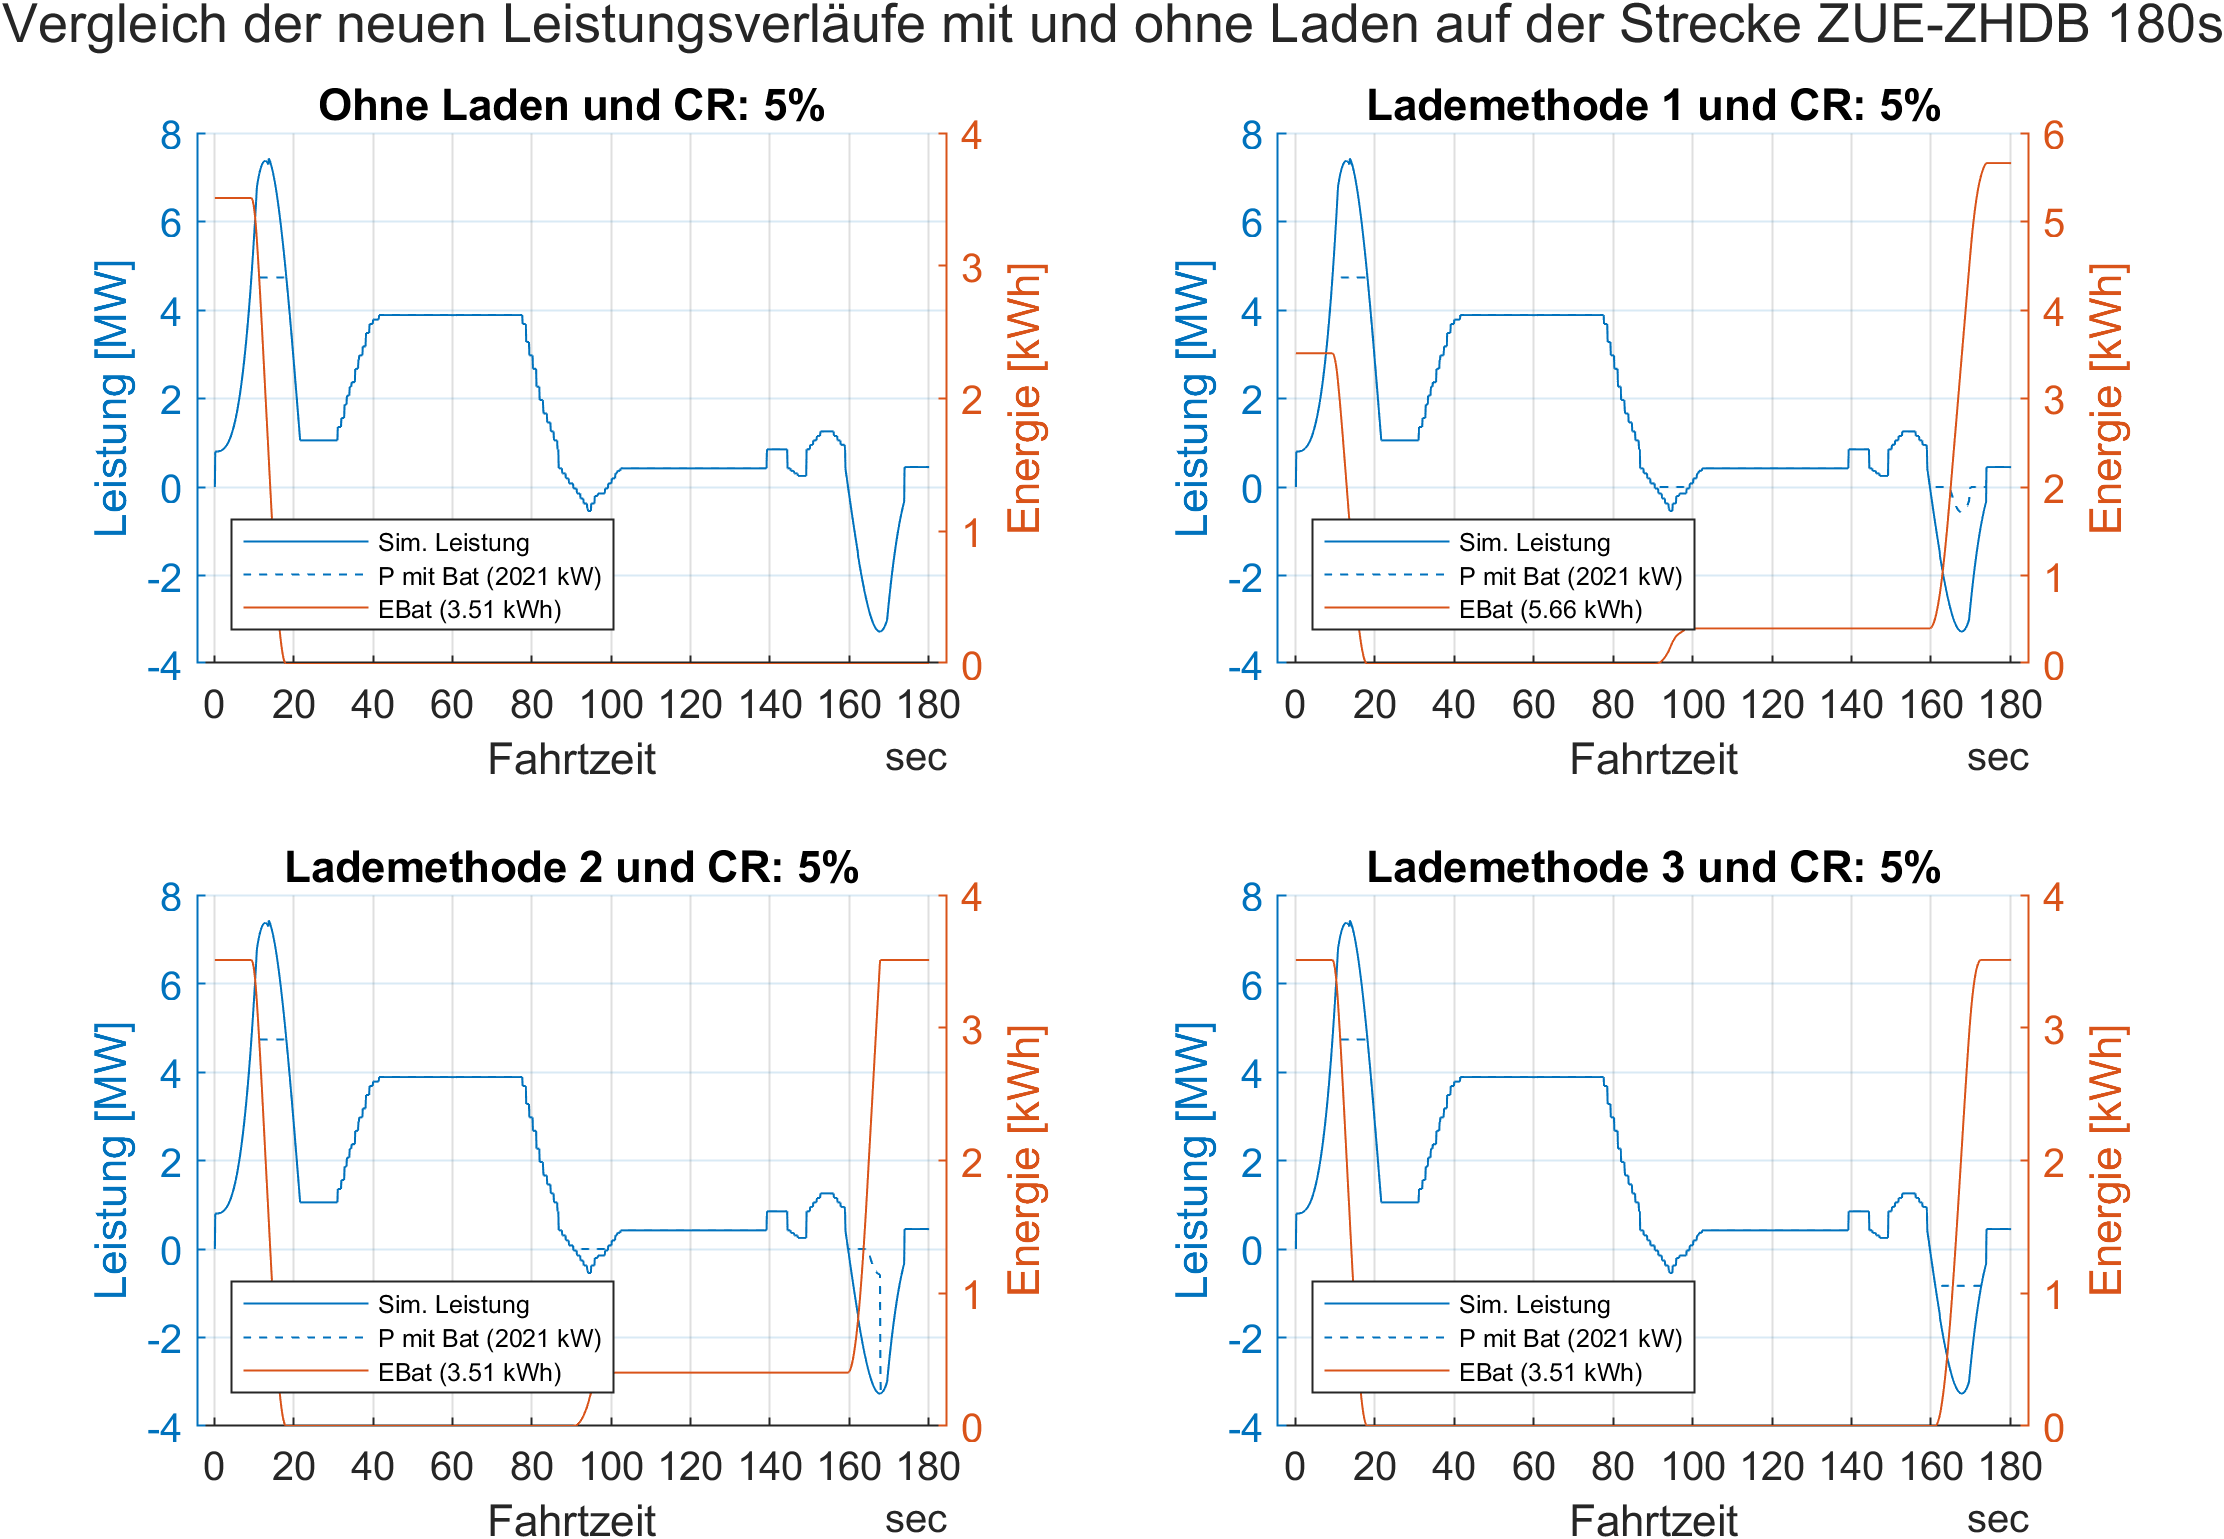 Vergleich der neuen Leistungsverläufe mit und ohne Laden auf der Strecke ZUE-ZHDB 180s
Ohne Laden und CR: 5%
8
6
4
2
0
-2
-4
Leistung [MW]
4
3
2
1
0
Energie [kWh]
Sim. Leistung
P mit Bat (2021 kW)
EBat (3.51 kWh)
0 20 40 60 80 100 120 140 160 180
Fahrtzeit sec
Lademethode 1 und CR: 5%
8
6
4
2
0
-2
-4
Leistung [MW]
6
5
4
3
2
1
0
Energie [kWh]
Sim. Leistung
P mit Bat (2021 kW)
EBat (5.66 kWh)
0 20 40 60 80 100 120 140 160 180
Fahrtzeit sec
Lademethode 2 und CR: 5%
8
6
4
2
0
-2
-4
Leistung [MW]
4
3
2
1
0
Energie [kWh]
Sim. Leistung
P mit Bat (2021 kW)
EBat (3.51 kWh)
0 20 40 60 80 100 120 140 160 180
Fahrtzeit sec
Lademethode 3 und CR: 5%
8
6
4
2
0
-2
-4
Leistung [MW]
4
3
2
1
0
Energie [kWh]
Sim. Leistung
P mit Bat (2021 kW)
EBat (3.51 kWh)
0 20 40 60 80 100 120 140 160 180
Fahrtzeit sec